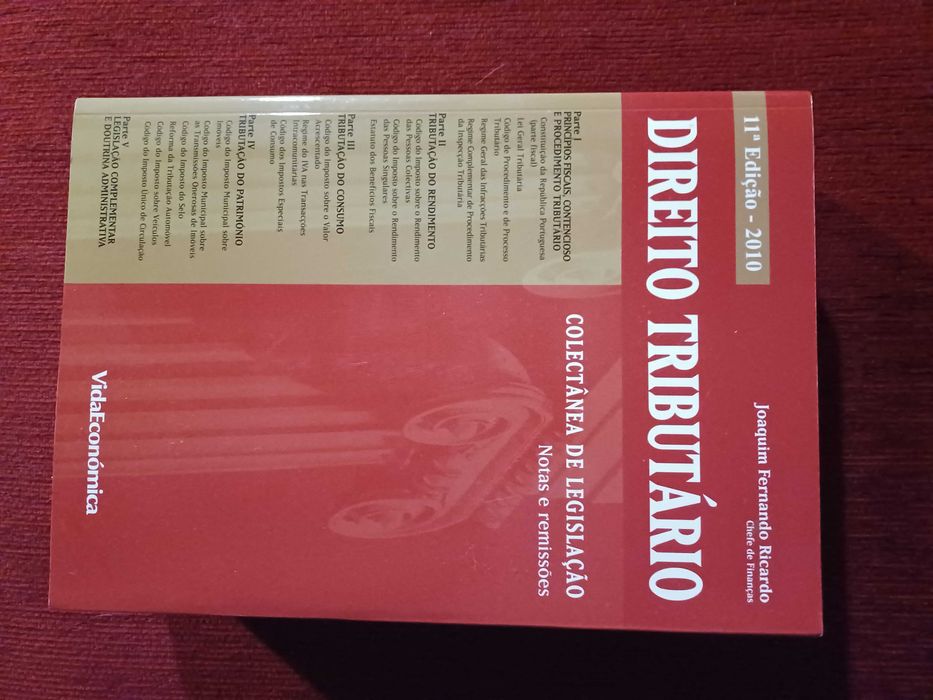 11ª Edição - 2010
Joaquim Fernando Ricardo
Chefe de Finanças
DIREITO TRIBUTÁRIO
COLECTÂNEA DE LEGISLAÇÃO
Notas e remissões
Parte I
PRINCÍPIOS FISCAIS, CONTENCIOSO
E PROCEDIMENTO TRIBUTÁRIO
Constituição da República Portuguesa
(parte fiscal)
Lei Geral Tributária
Código do Procedimento e de Processo
Tributário
Regime Geral das Infracções Tributárias
Regime Complementar de Procedimento
da Inspecção Tributária
Parte II
TRIBUTAÇÃO DO RENDIMENTO
Código do Imposto sobre o Rendimento
das Pessoas Colectivas
Código do Imposto sobre o Rendimento
das Pessoas Singulares
Estatuto dos Benefícios Fiscais
Parte III
TRIBUTAÇÃO DO CONSUMO
Código do Imposto sobre o Valor
Acrescentado
Regime do IVA nas Transacções
Intracomunitárias
Código dos Impostos Especiais
de Consumo
Parte IV
TRIBUTAÇÃO DO PATRIMÓNIO
Código do Imposto Municipal sobre
Imóveis
Código do Imposto Municipal sobre
as Transmissões Onerosas de Imóveis
Código do Imposto do Selo
Reforma da Tributação Automóvel
Código do Imposto sobre Veículos
Código do Imposto Único de Circulação
Parte V
LEGISLAÇÃO COMPLEMENTAR
E DOUTRINA ADMINISTRATIVA
VidaEconómica